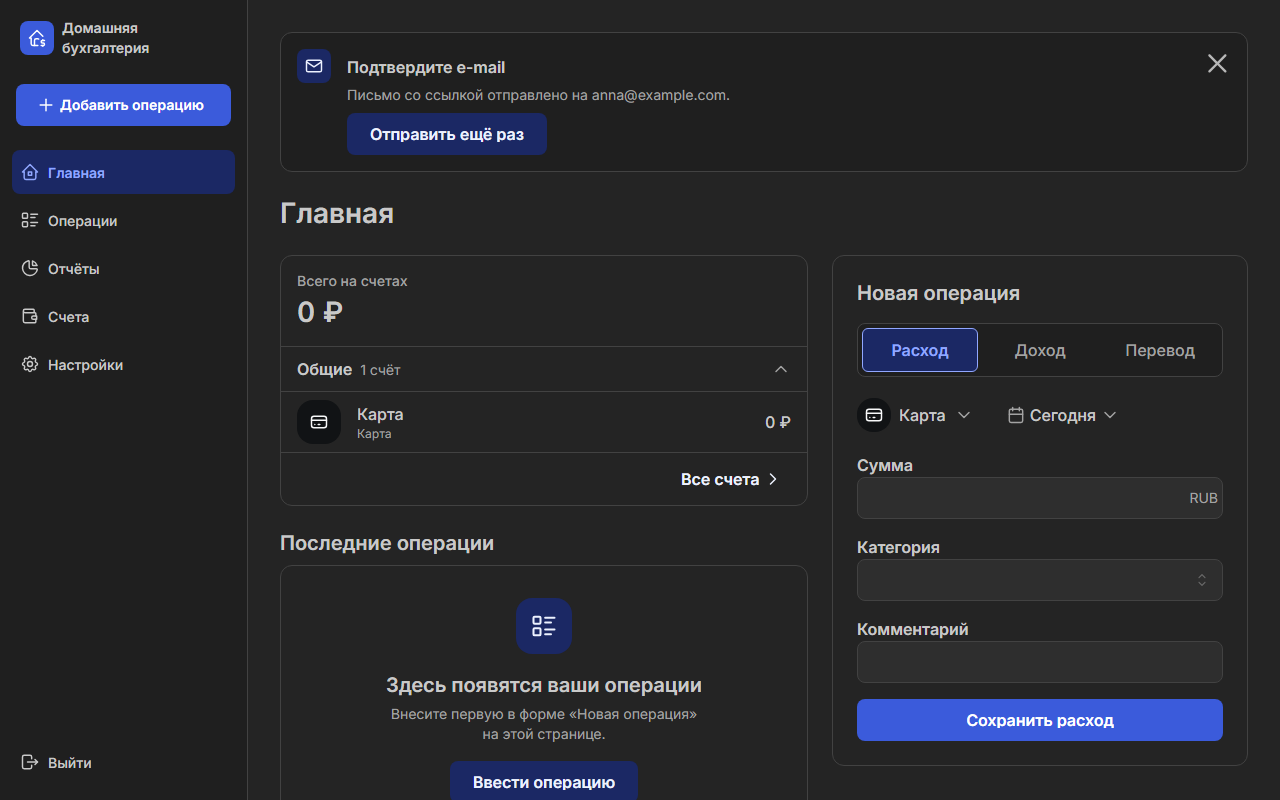 Домашняя
бухгалтерия
Добавить операцию
Главная
Операции
Отчёты
Счета
Настройки
Выйти
Подтвердите e-mail
Письмо со ссылкой отправлено на anna@example.com.
Отправить ещё раз
Главная
Всего на счетах
0 ₽
Общие 1 счёт
Карта
Карта
0 ₽
Все счета
Последние операции
Здесь появятся ваши операции
Внесите первую в форме «Новая операция»
на этой странице.
Ввести операцию
Новая операция
Расход Доход Перевод
Карта Сегодня
Сумма
RUB
Категория
Комментарий
Сохранить расход